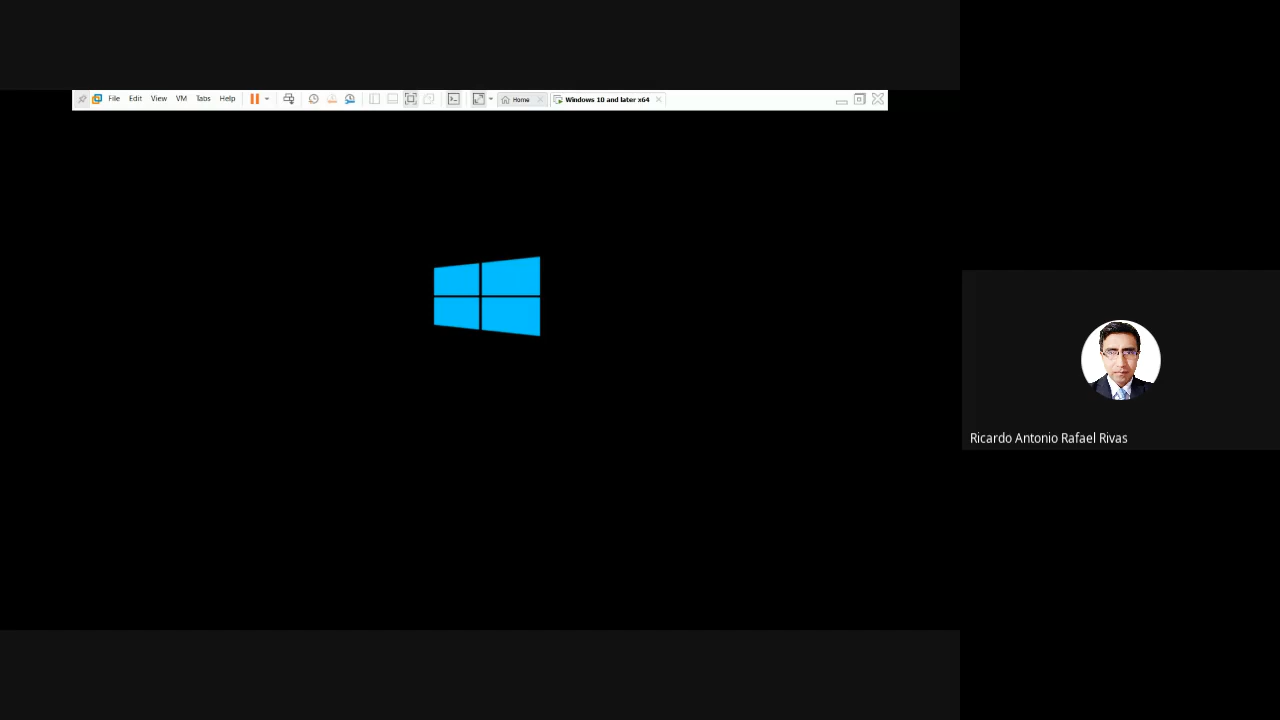 File Edit View VM Tabs Help Home Windows 10 and later x64
Ricardo Antonio Rafael Rivas